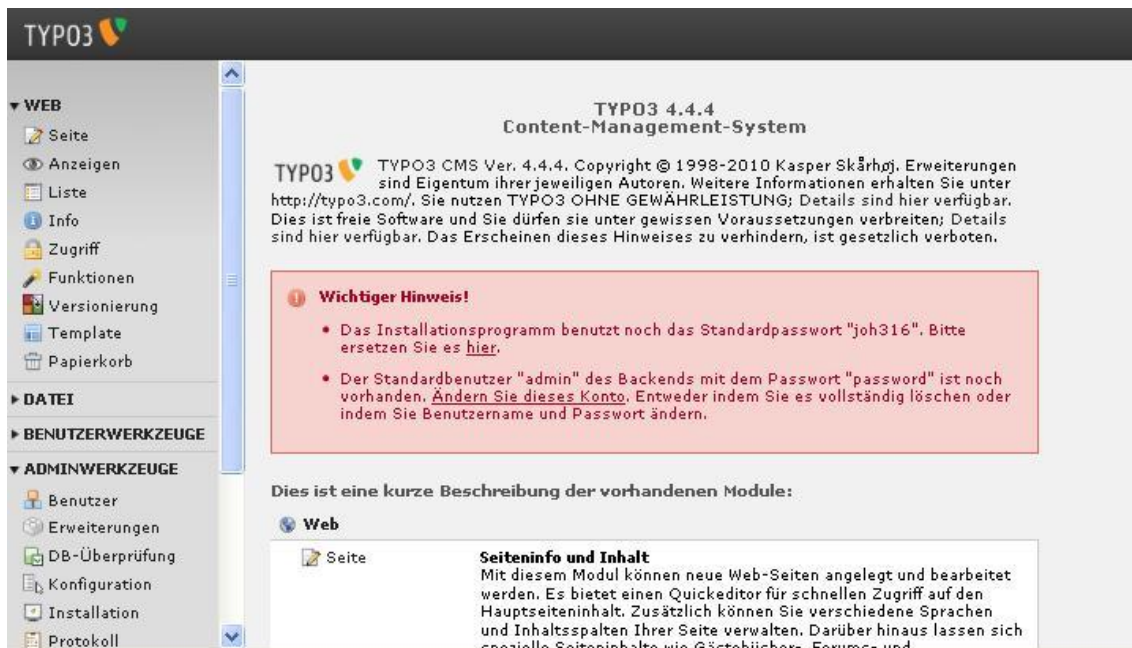 TYPO3
WEB
Seite
Anzeigen
Liste
Info
Zugriff
Funktionen
Versionierung
Template
Papierkorb
DATEI
BENUTZERWERKZEUGE
ADMINWERKZEUGE
Benutzer
Erweiterungen
DB-Überprüfung
Konfiguration
Installation
Protokoll
TYPO3 4.4.4
Content-Management-System
TYPO3 TYPO3 CMS Ver. 4.4.4. Copyright © 1998-2010 Kasper Skårhøj. Erweiterungen
sind Eigentum ihrer jeweiligen Autoren. Weitere Informationen erhalten Sie unter
http://typo3.com/. Sie nutzen TYPO3 OHNE GEWÄHRLEISTUNG; Details sind hier verfügbar.
Dies ist freie Software und Sie dürfen sie unter gewissen Voraussetzungen verbreiten; Details
sind hier verfügbar. Das Erscheinen dieses Hinweises zu verhindern, ist gesetzlich verboten.
Wichtiger Hinweis!
• Das Installationsprogramm benutzt noch das Standardpasswort "joh316". Bitte
ersetzen Sie es hier.
• Der Standardbenutzer "admin" des Backends mit dem Passwort "password" ist noch
vorhanden. Ändern Sie dieses Konto. Entweder indem Sie es vollständig löschen oder
indem Sie Benutzername und Passwort ändern.
Dies ist eine kurze Beschreibung der vorhandenen Module:
Web
Seite
Seiteninfo und Inhalt
Mit diesem Modul können neue Web-Seiten angelegt und bearbeitet
werden. Es bietet einen Quickeditor für schnellen Zugriff auf den
Hauptseiteninhalt. Zusätzlich können Sie verschiedene Sprachen
und Inhaltsspalten Ihrer Seite verwalten. Darüber hinaus lassen sich
spezielle Seiteninhalte wie Gästebücher-, Forums- und